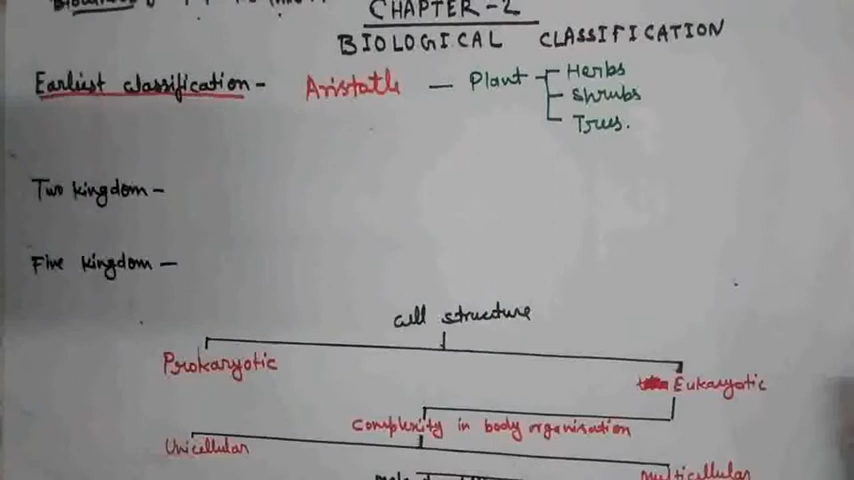 CHAPTER-2
BIOLOGICAL CLASSIFICATION
Earliest classification - Aristotle — Plant Herbs
Shrubs
Trees.
Two kingdom -
Five kingdom —
cell structure
Prokaryotic
Eukaryotic
Complexity in body organisation
Unicellular
multicellular